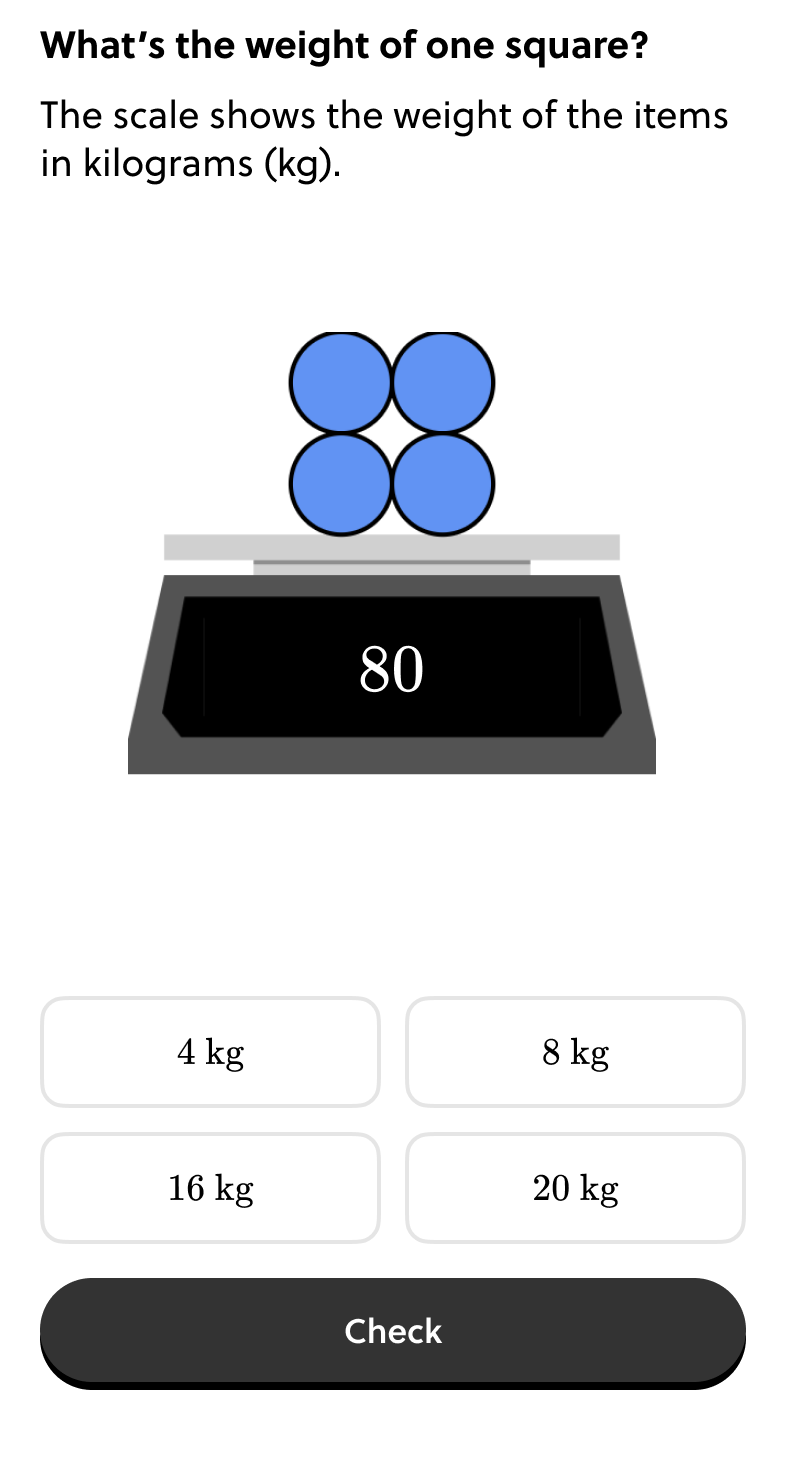 What's the weight of one square?
The scale shows the weight of the items
in kilograms (kg).
80
4 kg
8 kg
16 kg
20 kg
Check